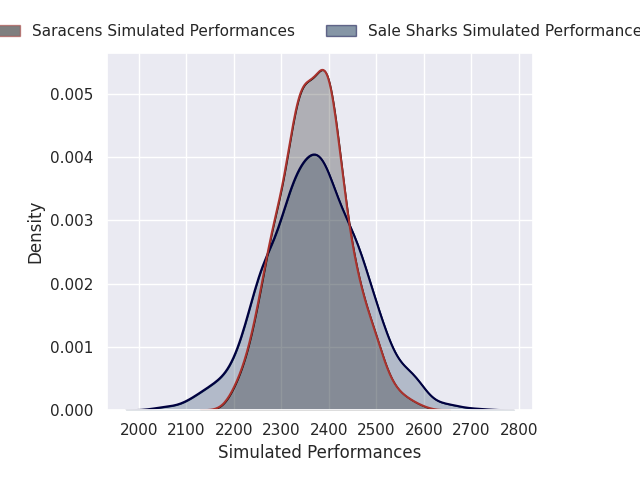 Saracens Simulated Performances
Sale Sharks Simulated Performance
0.005
0.004
0.003
0.002
0.001
0.000
Density
2000 2100 2200 2300 2400 2500 2600 2700 2800
Simulated Performances